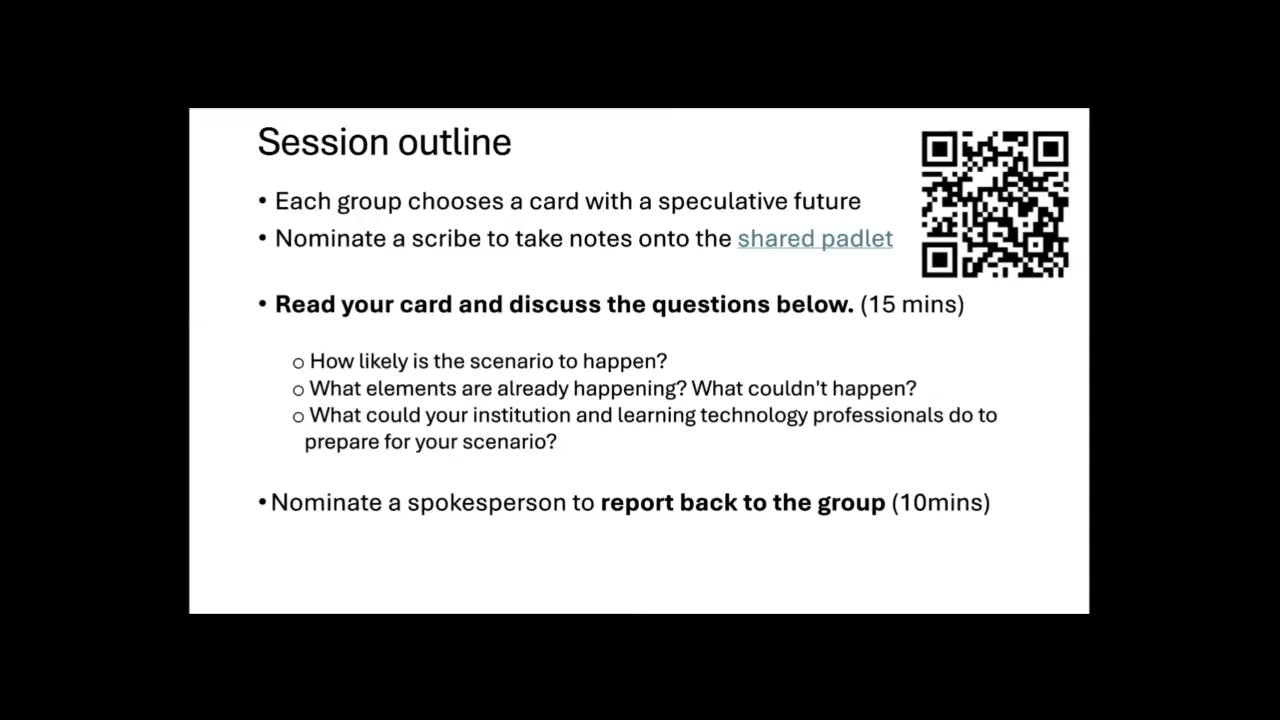 Session outline
• Each group chooses a card with a speculative future
• Nominate a scribe to take notes onto the shared padlet
• Read your card and discuss the questions below. (15 mins)
o How likely is the scenario to happen?
o What elements are already happening? What couldn't happen?
o What could your institution and learning technology professionals do to
prepare for your scenario?
• Nominate a spokesperson to report back to the group (10mins)